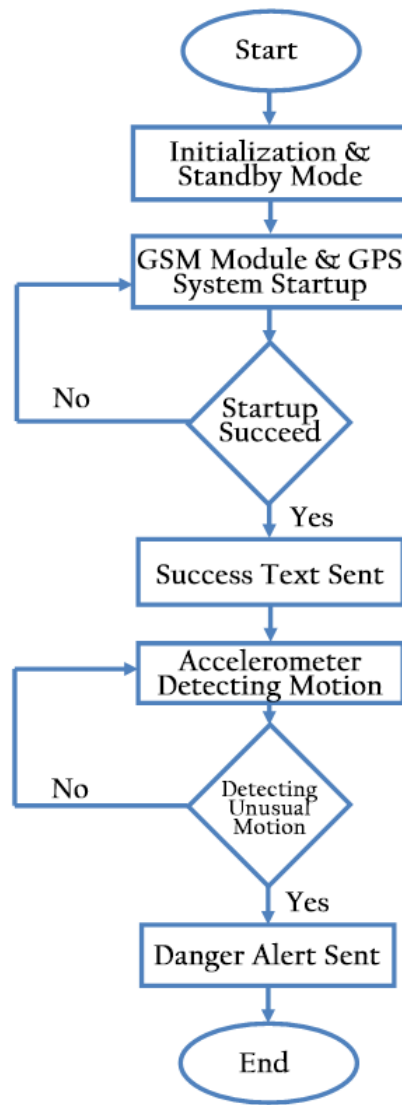 Start
Initialization &
Standby Mode
GSM Module & GPS
System Startup
No
Startup
Succeed
Yes
Success Text Sent
Accelerometer
Detecting Motion
No
Detecting
Unusual
Motion
Yes
Danger Alert Sent
End